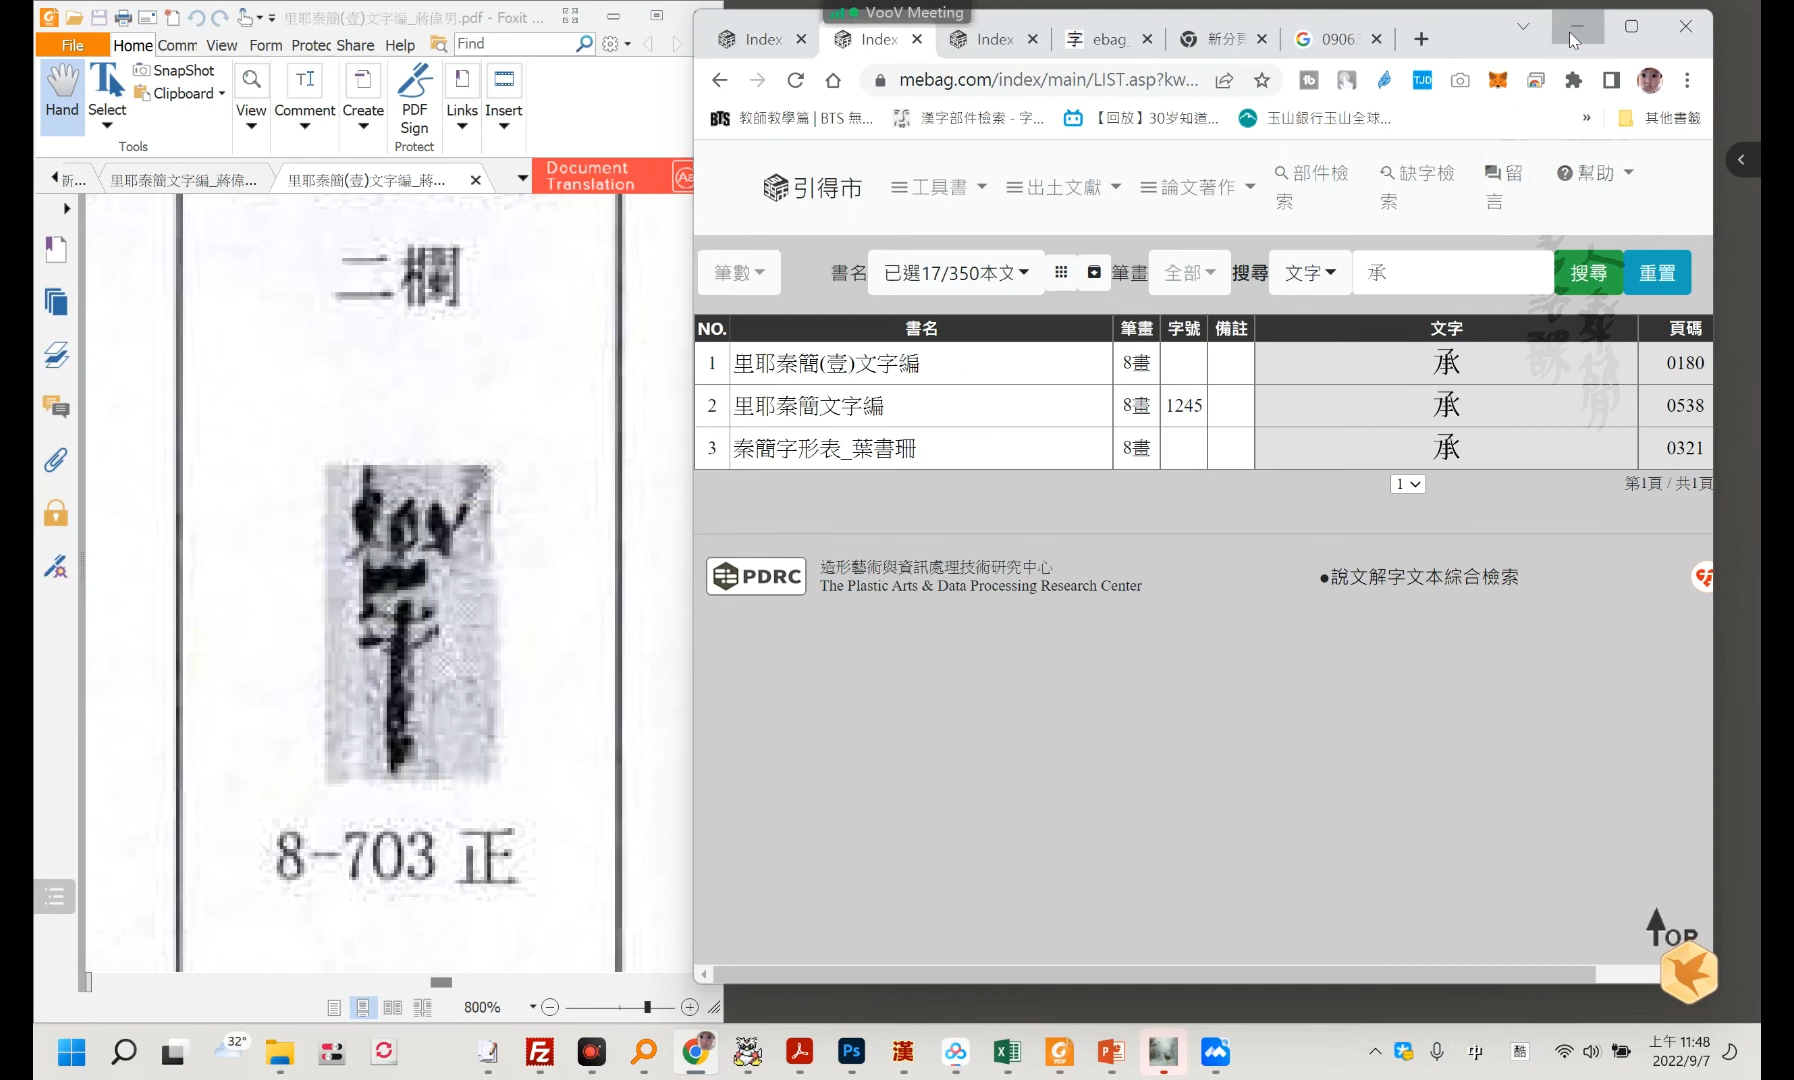 VooV Meeting
里耶秦簡(壹)文字編_蔣偉男.pdf - Foxit ...
File Home Comm View Form Protec Share Help Find
Hand Select SnapShot Clipboard View Comment Create PDF Sign Links Insert
Tools Protect
新... 里耶秦簡文字編_蔣偉... 里耶秦簡(壹)文字編_蔣... Document Translation
二欄
8-703 正
800%
Index Index Index ebag_ 新分頁 0906
mebag.com/index/main/LIST.asp?kw...
BTS 教師教學篇 | BTS 無... 漢字部件檢索 - 字... 【回放】30岁知道... 玉山銀行玉山全球... » 其他書籤
引得市 工具書 出土文獻 論文著作 部件檢索 缺字檢索 留言 幫助
筆數 書名 已選17/350本文 筆畫 全部 搜尋 文字 承 搜尋 重置
NO. 書名 筆畫 字號 備註 文字 頁碼
1 里耶秦簡(壹)文字編 8畫 承 0180
2 里耶秦簡文字編 8畫 1245 承 0538
3 秦簡字形表_葉書珊 8畫 承 0321
1 第1頁 / 共1頁
PDRC 造形藝術與資訊處理技術研究中心
The Plastic Arts & Data Processing Research Center
●說文解字文本綜合檢索
TOP
32° 中 酷 上午 11:48
2022/9/7